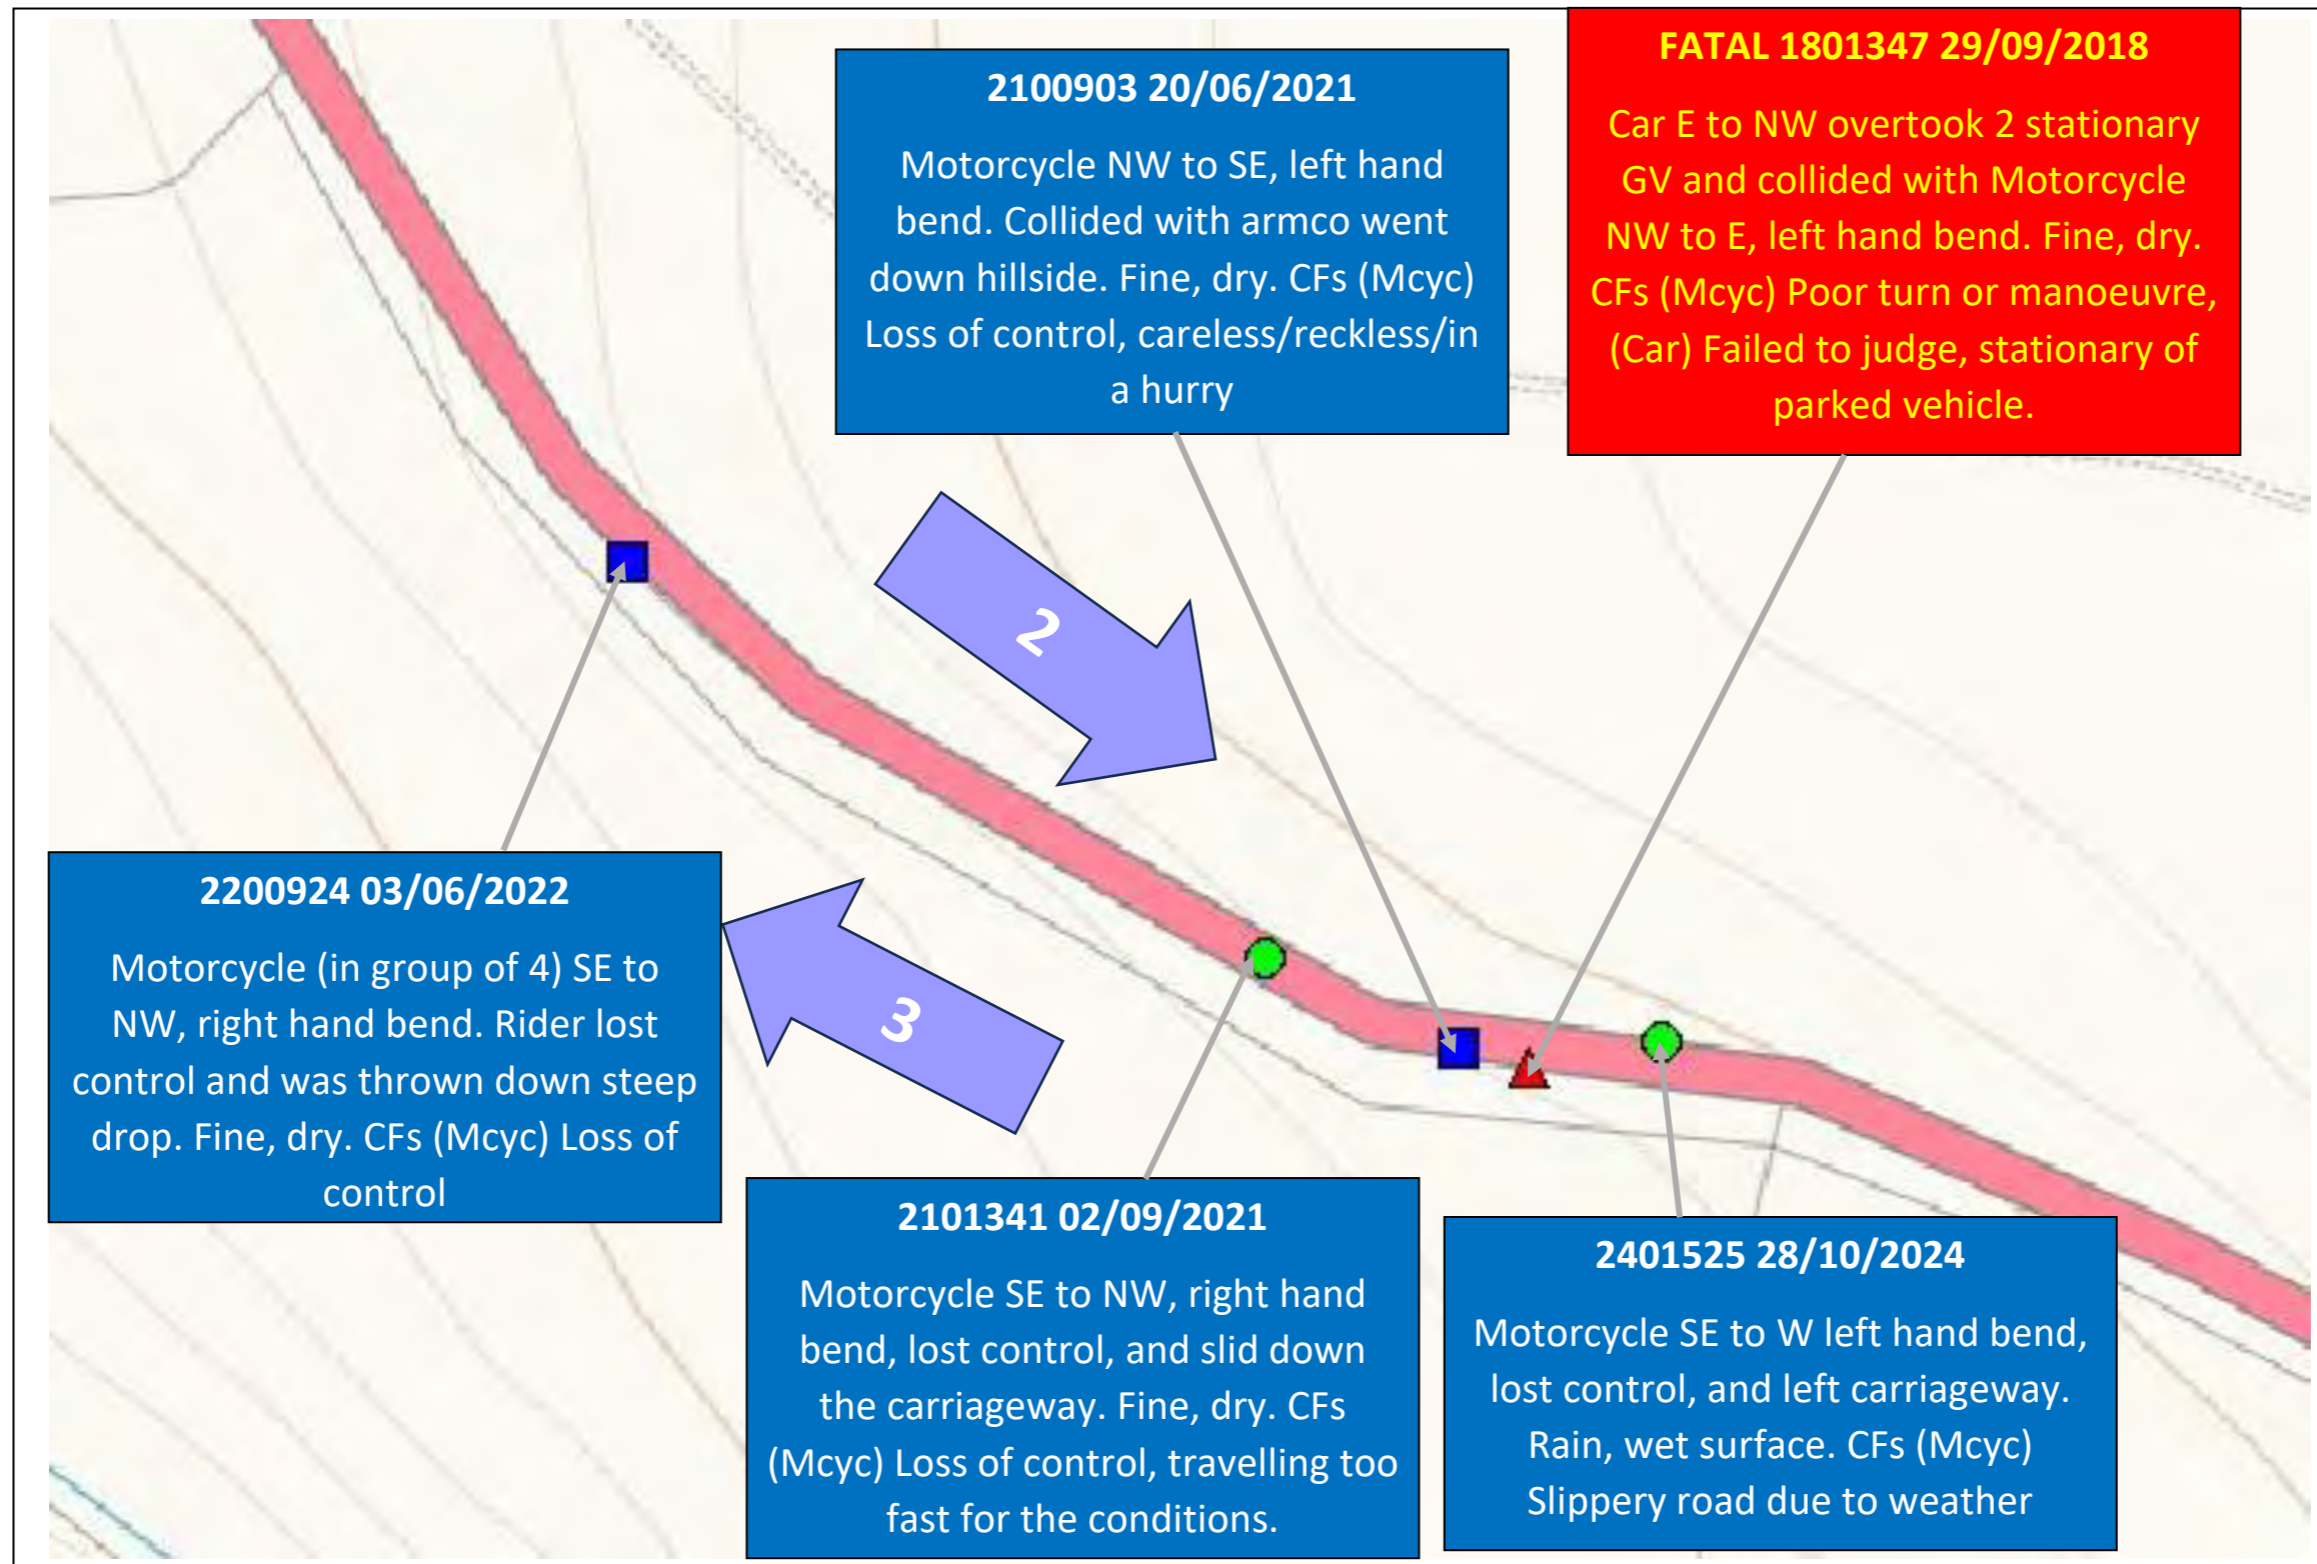 2100903 20/06/2021
Motorcycle NW to SE, left hand
bend. Collided with armco went
down hillside. Fine, dry. CFs (Mcyc)
Loss of control, careless/reckless/in
a hurry
FATAL 1801347 29/09/2018
Car E to NW overtook 2 stationary
GV and collided with Motorcycle
NW to E, left hand bend. Fine, dry.
CFs (Mcyc) Poor turn or manoeuvre,
(Car) Failed to judge, stationary of
parked vehicle.
2
3
2200924 03/06/2022
Motorcycle (in group of 4) SE to
NW, right hand bend. Rider lost
control and was thrown down steep
drop. Fine, dry. CFs (Mcyc) Loss of
control
2101341 02/09/2021
Motorcycle SE to NW, right hand
bend, lost control, and slid down
the carriageway. Fine, dry. CFs
(Mcyc) Loss of control, travelling too
fast for the conditions.
2401525 28/10/2024
Motorcycle SE to W left hand bend,
lost control, and left carriageway.
Rain, wet surface. CFs (Mcyc)
Slippery road due to weather